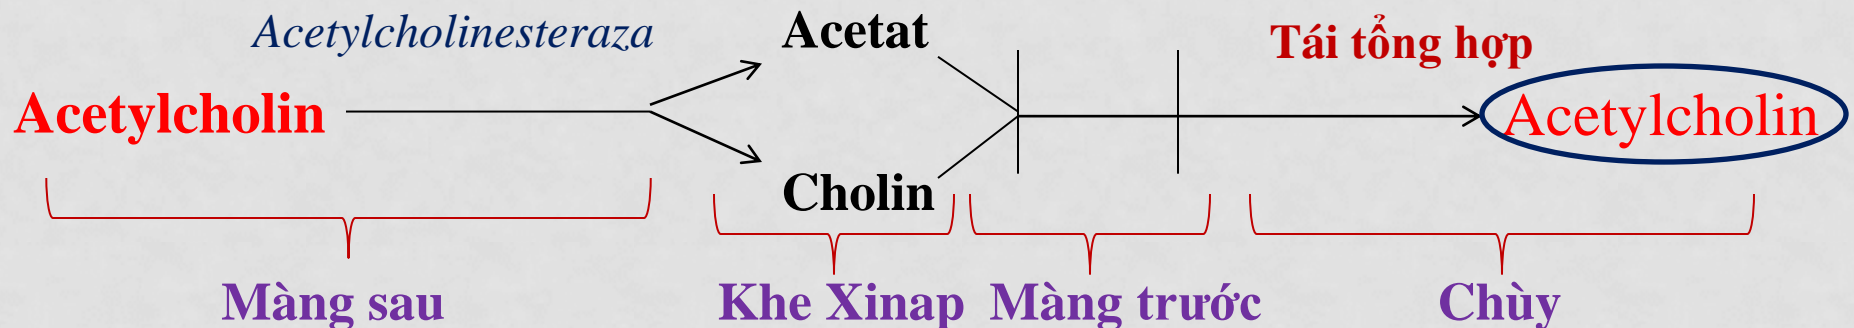 Acetylcholinesteraza
Acetat
Tái tổng hợp
Acetylcholin
Acetylcholin
Cholin
Màng sau
Khe Xinap
Màng trước
Chùy